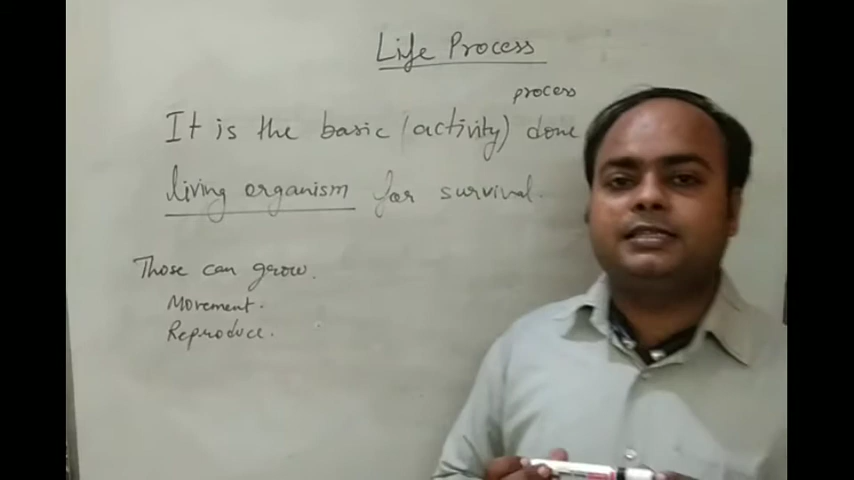 Life Process
process
It is the basic (activity) done
living organism for survival.
Those can grow.
Movement.
Reproduce.